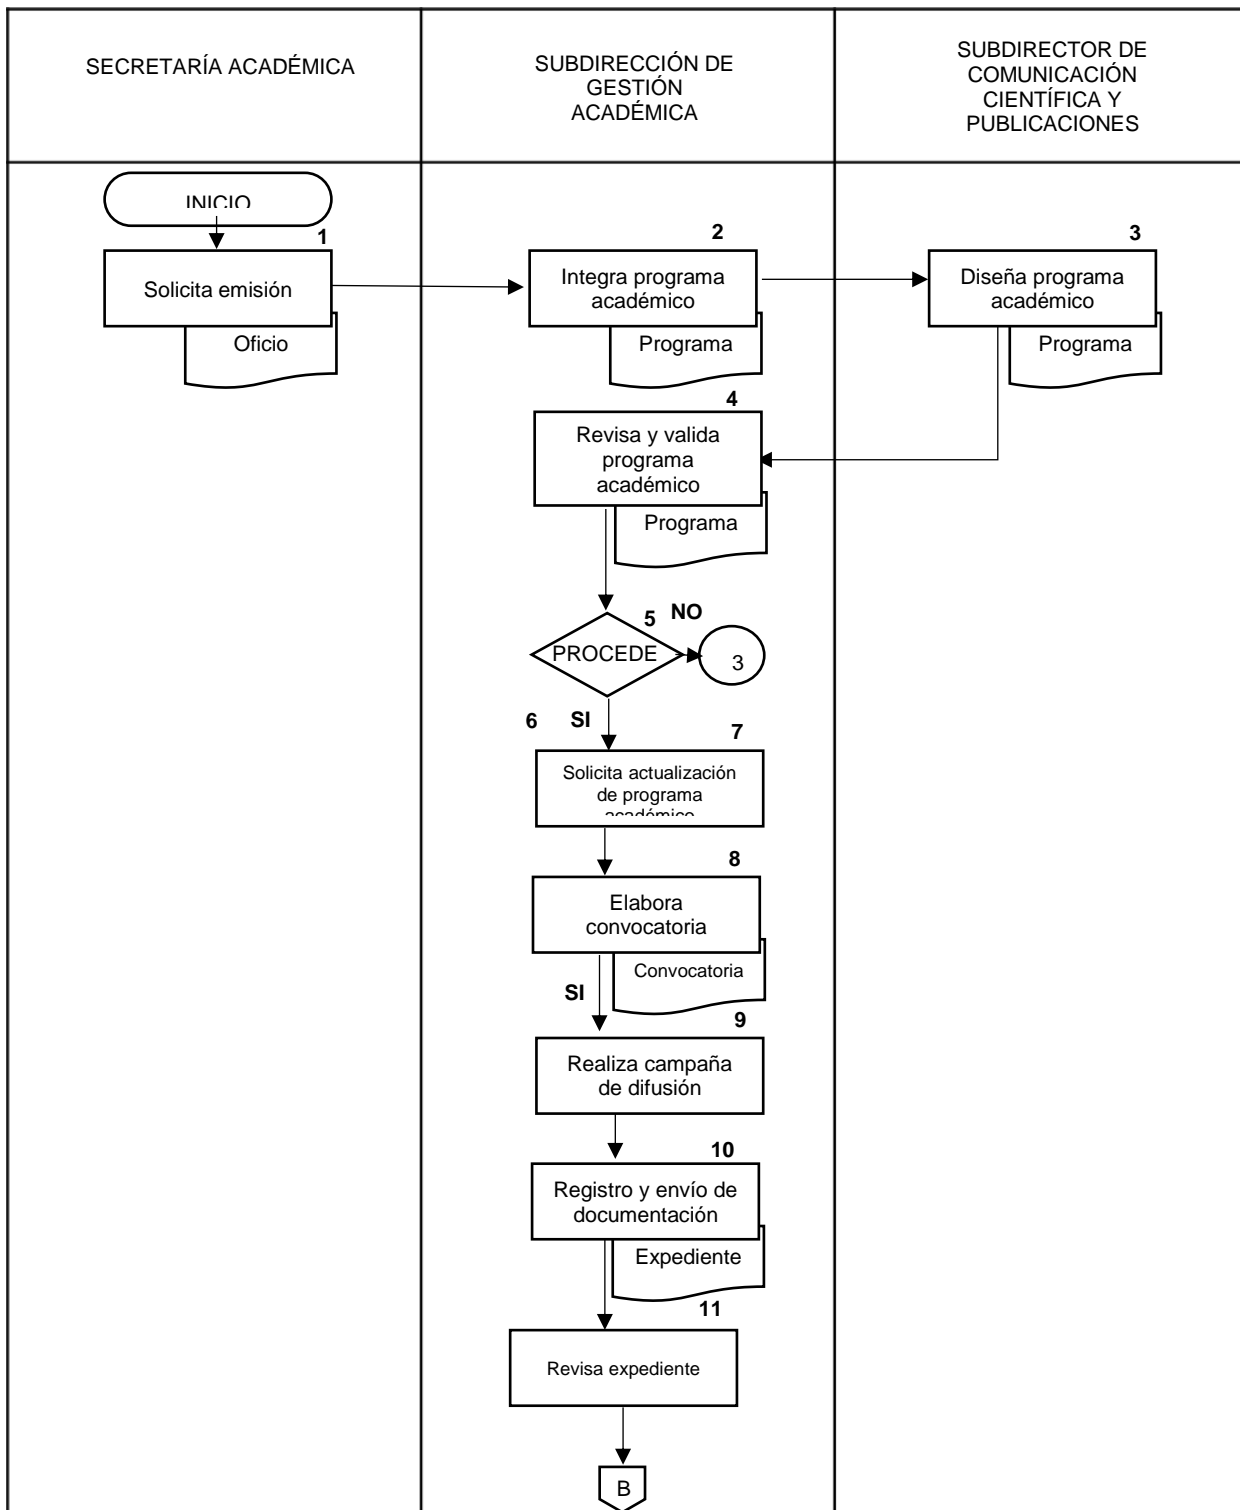 SECRETARÍA ACADÉMICA
SUBDIRECCIÓN DE
GESTIÓN
ACADÉMICA
SUBDIRECTOR DE
COMUNICACIÓN
CIENTÍFICA Y
PUBLICACIONES
INICIO
1
Solicita emisión
Oficio
2
Integra programa
académico
Programa
3
Diseña programa
académico
Programa
4
Revisa y valida
programa
académico
Programa
5
NO
PROCEDE
3
6
SI
7
Solicita actualización
de programa
académico
8
Elabora
convocatoria
Convocatoria
SI
9
Realiza campaña
de difusión
10
Registro y envío de
documentación
Expediente
11
Revisa expediente
B